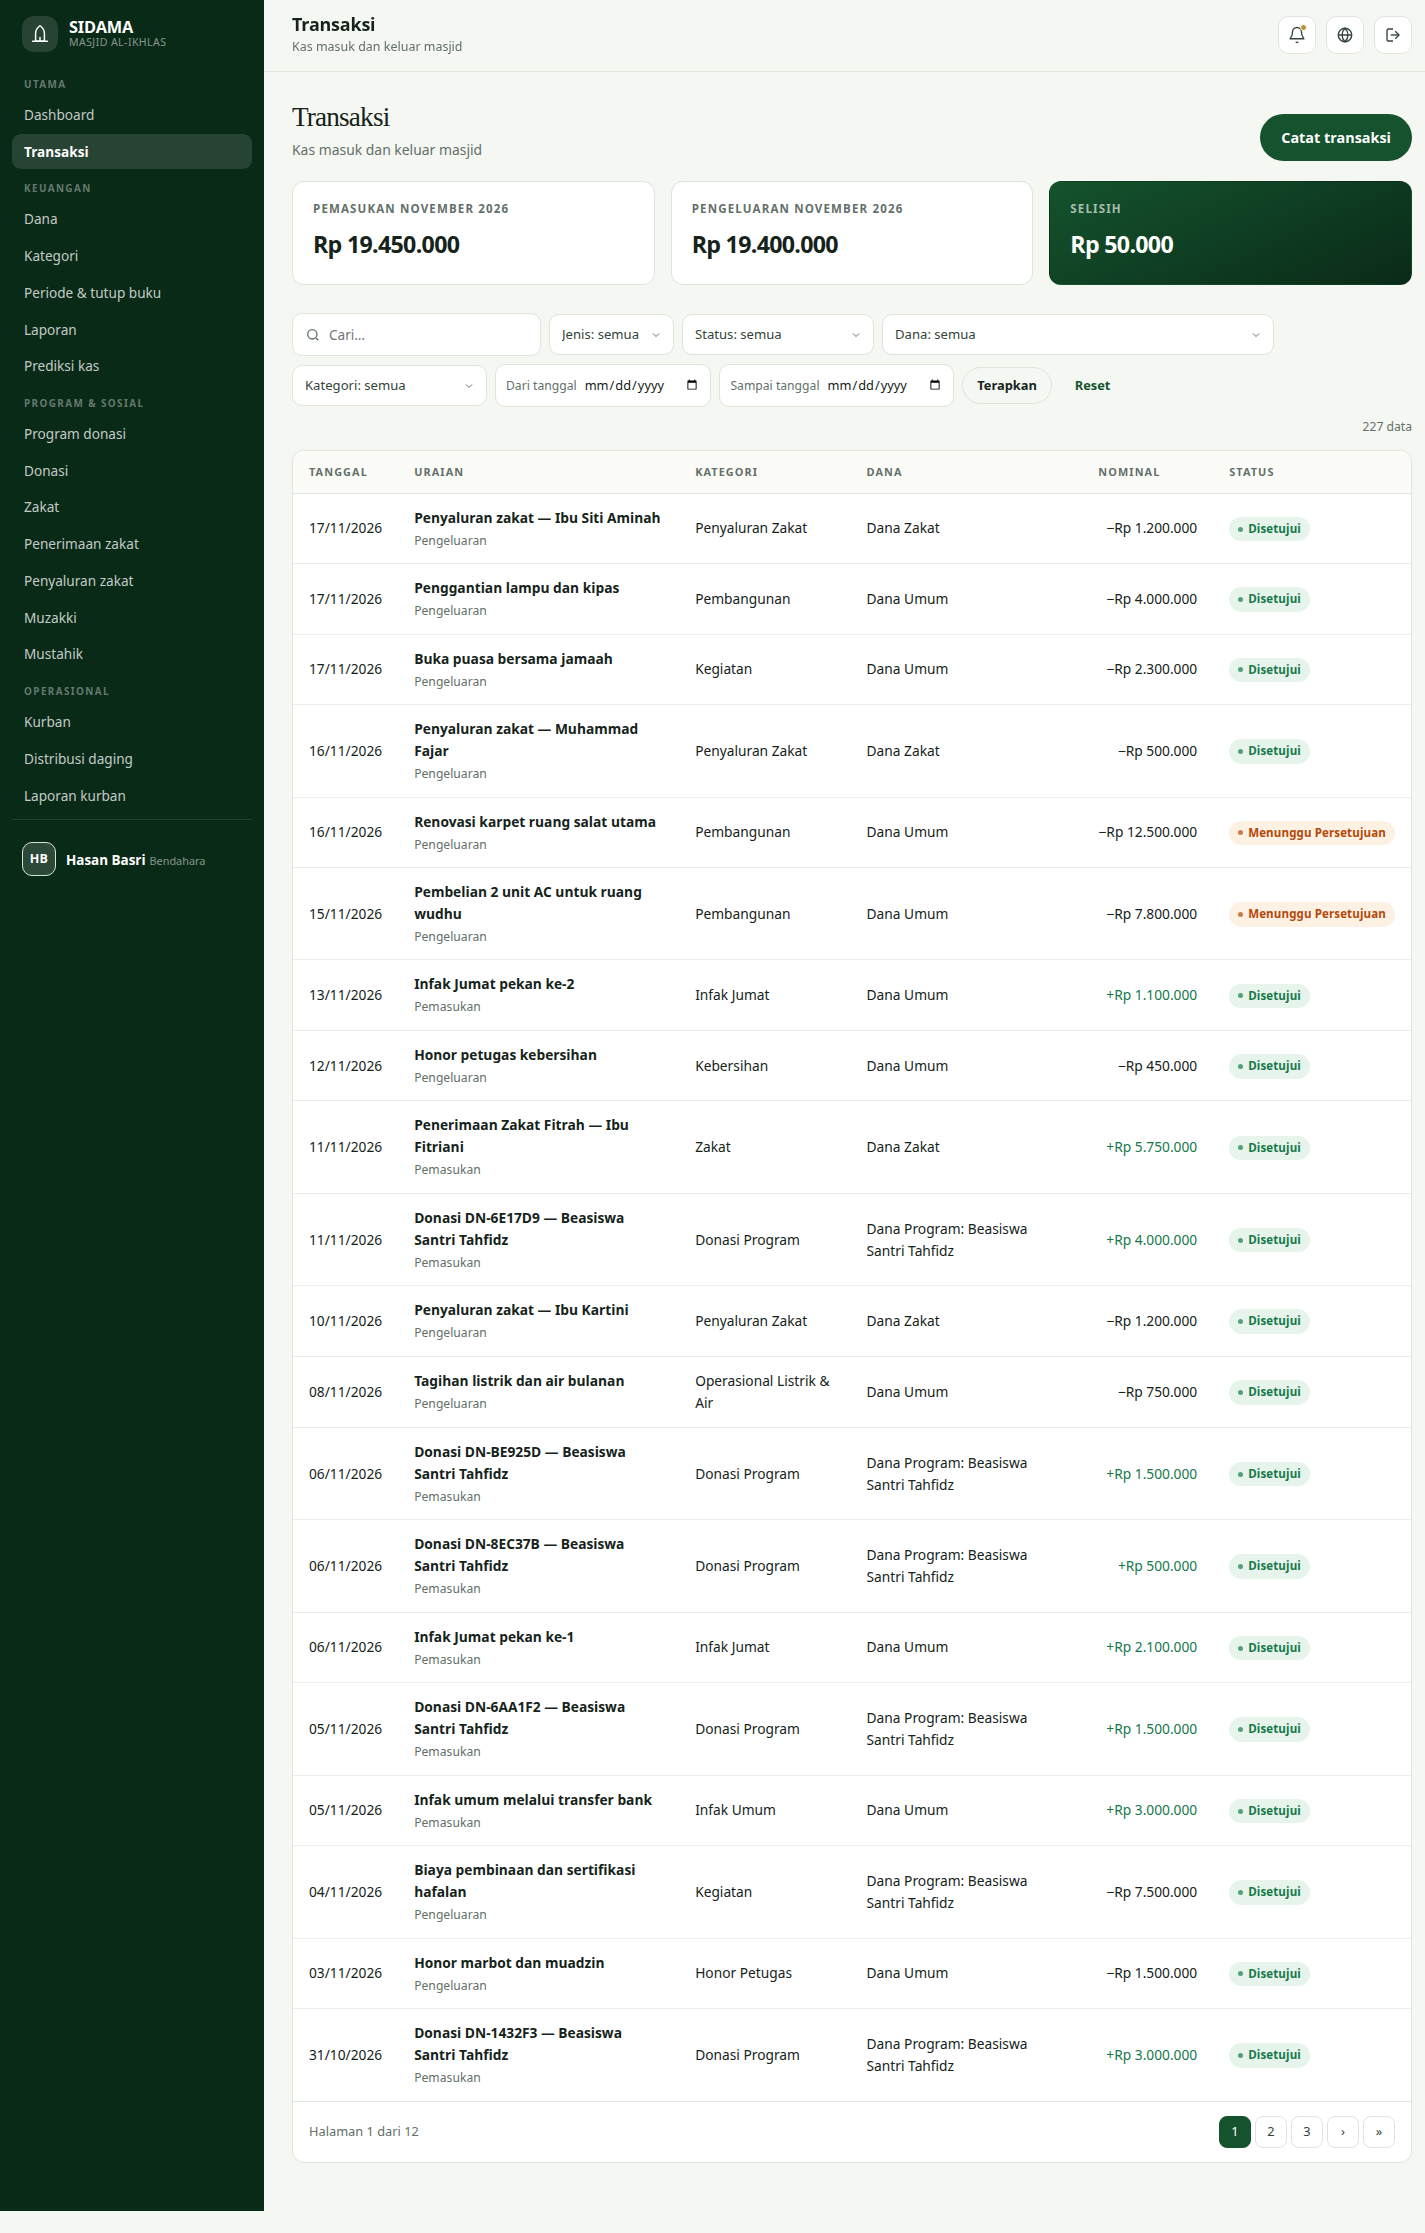 SIDAMA
MASJID AL-IKHLAS
UTAMA
Dashboard
Transaksi
KEUANGAN
Dana
Kategori
Periode & tutup buku
Laporan
Prediksi kas
PROGRAM & SOSIAL
Program donasi
Donasi
Zakat
Penerimaan zakat
Penyaluran zakat
Muzakki
Mustahik
OPERASIONAL
Kurban
Distribusi daging
Laporan kurban
HB Hasan Basri Bendahara
Transaksi
Kas masuk dan keluar masjid
Transaksi
Kas masuk dan keluar masjid
Catat transaksi
PEMASUKAN NOVEMBER 2026
Rp 19.450.000
PENGELUARAN NOVEMBER 2026
Rp 19.400.000
SELISIH
Rp 50.000
Cari... Jenis: semua Status: semua Dana: semua
Kategori: semua Dari tanggal mm/dd/yyyy Sampai tanggal mm/dd/yyyy Terapkan Reset
227 data
TANGGAL URAIAN KATEGORI DANA NOMINAL STATUS
17/11/2026 Penyaluran zakat — Ibu Siti Aminah Penyaluran Zakat Dana Zakat −Rp 1.200.000 Disetujui
Pengeluaran
17/11/2026 Penggantian lampu dan kipas Pembangunan Dana Umum −Rp 4.000.000 Disetujui
Pengeluaran
17/11/2026 Buka puasa bersama jamaah Kegiatan Dana Umum −Rp 2.300.000 Disetujui
Pengeluaran
Penyaluran zakat — Muhammad
16/11/2026 Fajar Penyaluran Zakat Dana Zakat −Rp 500.000 Disetujui
Pengeluaran
16/11/2026 Renovasi karpet ruang salat utama Pembangunan Dana Umum −Rp 12.500.000 Menunggu Persetujuan
Pengeluaran
Pembelian 2 unit AC untuk ruang
15/11/2026 wudhu Pembangunan Dana Umum −Rp 7.800.000 Menunggu Persetujuan
Pengeluaran
13/11/2026 Infak Jumat pekan ke-2 Infak Jumat Dana Umum +Rp 1.100.000 Disetujui
Pemasukan
12/11/2026 Honor petugas kebersihan Kebersihan Dana Umum −Rp 450.000 Disetujui
Pengeluaran
Penerimaan Zakat Fitrah — Ibu
11/11/2026 Fitriani Zakat Dana Zakat +Rp 5.750.000 Disetujui
Pemasukan
Donasi DN-6E17D9 — Beasiswa Dana Program: Beasiswa
11/11/2026 Santri Tahfidz Donasi Program Santri Tahfidz +Rp 4.000.000 Disetujui
Pemasukan
10/11/2026 Penyaluran zakat — Ibu Kartini Penyaluran Zakat Dana Zakat −Rp 1.200.000 Disetujui
Pengeluaran
08/11/2026 Tagihan listrik dan air bulanan Operasional Listrik & Dana Umum −Rp 750.000 Disetujui
Pengeluaran Air
Donasi DN-BE925D — Beasiswa Dana Program: Beasiswa
06/11/2026 Santri Tahfidz Donasi Program Santri Tahfidz +Rp 1.500.000 Disetujui
Pemasukan
Donasi DN-8EC37B — Beasiswa Dana Program: Beasiswa
06/11/2026 Santri Tahfidz Donasi Program Santri Tahfidz +Rp 500.000 Disetujui
Pemasukan
06/11/2026 Infak Jumat pekan ke-1 Infak Jumat Dana Umum +Rp 2.100.000 Disetujui
Pemasukan
Donasi DN-6AA1F2 — Beasiswa Dana Program: Beasiswa
05/11/2026 Santri Tahfidz Donasi Program Santri Tahfidz +Rp 1.500.000 Disetujui
Pemasukan
05/11/2026 Infak umum melalui transfer bank Infak Umum Dana Umum +Rp 3.000.000 Disetujui
Pemasukan
Biaya pembinaan dan sertifikasi Dana Program: Beasiswa
04/11/2026 hafalan Kegiatan Santri Tahfidz −Rp 7.500.000 Disetujui
Pengeluaran
03/11/2026 Honor marbot dan muadzin Honor Petugas Dana Umum −Rp 1.500.000 Disetujui
Pengeluaran
Donasi DN-1432F3 — Beasiswa Dana Program: Beasiswa
31/10/2026 Santri Tahfidz Donasi Program Santri Tahfidz +Rp 3.000.000 Disetujui
Pemasukan
Halaman 1 dari 12 1 2 3 › »